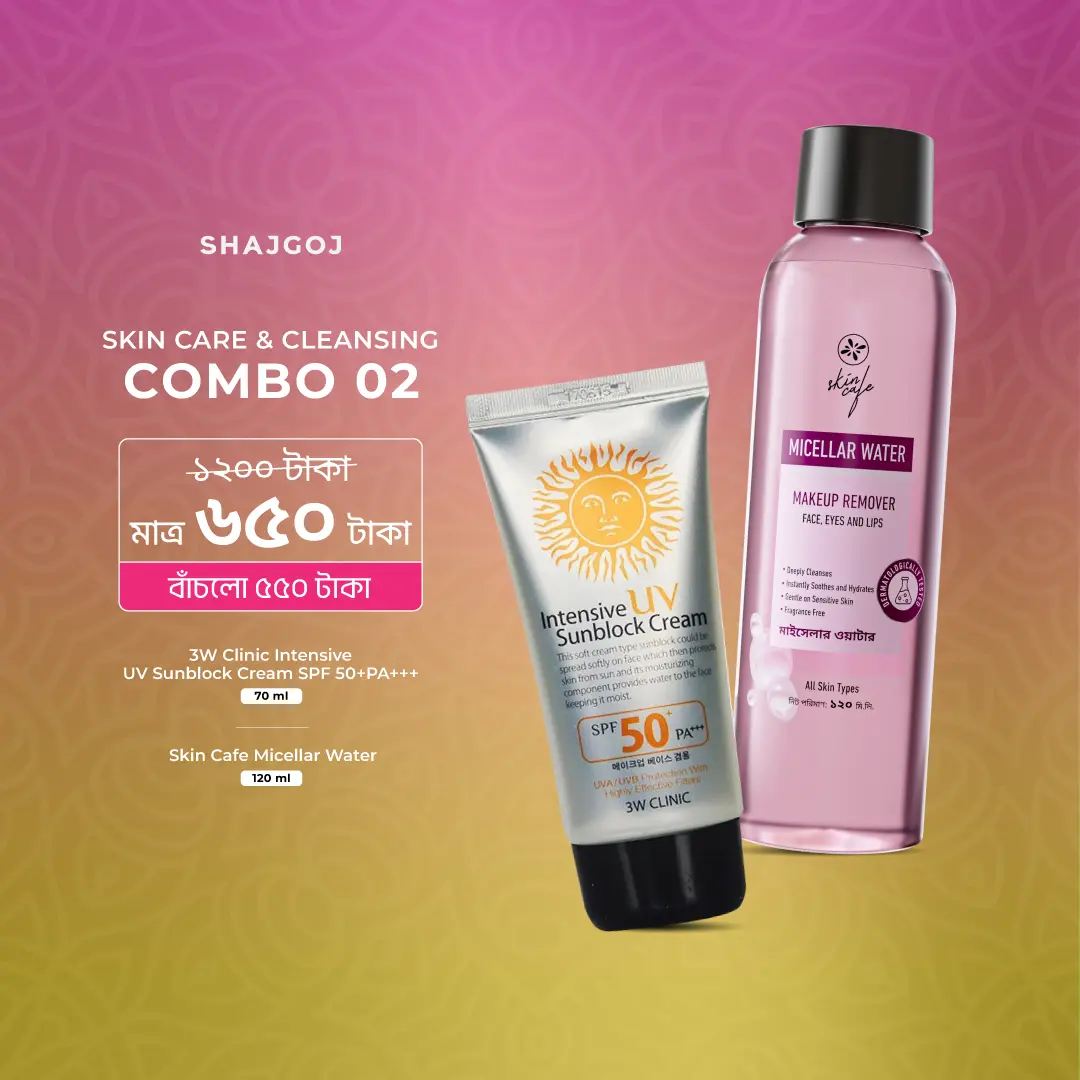 SHAJGOJ
SKIN CARE & CLEANSING
COMBO 02
১২০০ টাকা
মাত্র ৬৫০ টাকা
বাঁচলো ৫৫০ টাকা
3W Clinic Intensive
UV Sunblock Cream SPF 50+PA+++
70 ml
Skin Cafe Micellar Water
120 ml
Intensive UV
Sunblock Cream
This soft cream type sunblock could be
spread softly on face which then protects
skin from sun and its moisturizing
component provides water to the face
keeping it moist.
SPF 50+ PA+++
메이크업 베이스 겸용
UVA/UVB Protection With
Highly Effective Filters
3W CLINIC
skin
cafe
MICELLAR WATER
MAKEUP REMOVER
FACE, EYES AND LIPS
• Deeply Cleanses
• Instantly Soothes and Hydrates
• Gentle on Sensitive Skin
• Fragrance Free
DERMATOLOGICALLY TESTED
মাইসেলার ওয়াটার
All Skin Types
নিট পরিমাণ: ১২০ মি.লি.